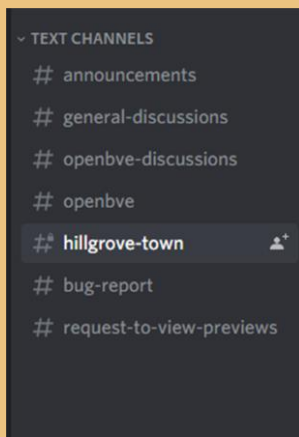 TEXT CHANNELS
announcements
general-discussions
openbve-discussions
openbve
hillgrove-town
bug-report
request-to-view-previews